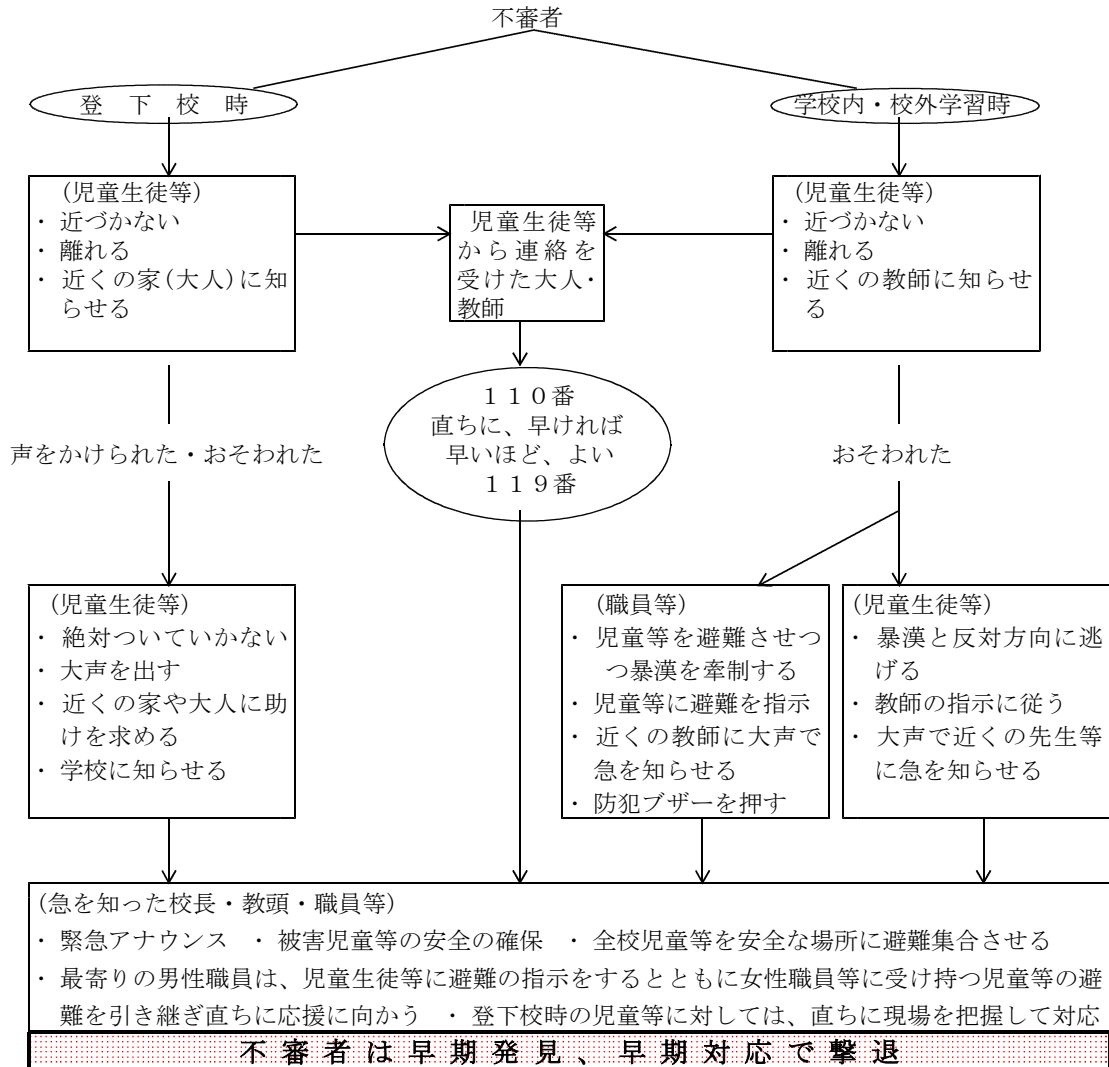 不審者
登 下 校 時
学校内・校外学習時
(児童生徒等)
・ 近づかない
・ 離れる
・ 近くの家(大人)に知
らせる
児童生徒等
から連絡を
受けた大人・
教師
(児童生徒等)
・ 近づかない
・ 離れる
・ 近くの教師に知らせ
る
１１０番
直ちに、早ければ
早いほど、よい
１１９番
声をかけられた・おそわれた
おそわれた
(児童生徒等)
・ 絶対ついていかない
・ 大声を出す
・ 近くの家や大人に助
けを求める
・ 学校に知らせる
(職員等)
・ 児童等を避難させつ
つ暴漢を牽制する
・ 児童等に避難を指示
・ 近くの教師に大声で
急を知らせる
・ 防犯ブザーを押す
(児童生徒等)
・ 暴漢と反対方向に逃
げる
・ 教師の指示に従う
・ 大声で近くの先生等
に急を知らせる
(急を知った校長・教頭・職員等)
・ 緊急アナウンス ・ 被害児童等の安全の確保 ・ 全校児童等を安全な場所に避難集合させる
・ 最寄りの男性職員は、児童生徒等に避難の指示をするとともに女性職員等に受け持つ児童等の避
難を引き継ぎ直ちに応援に向かう ・ 登下校時の児童等に対しては、直ちに現場を把握して対応
不 審 者 は 早 期 発 見 、 早 期 対 応 で 撃 退